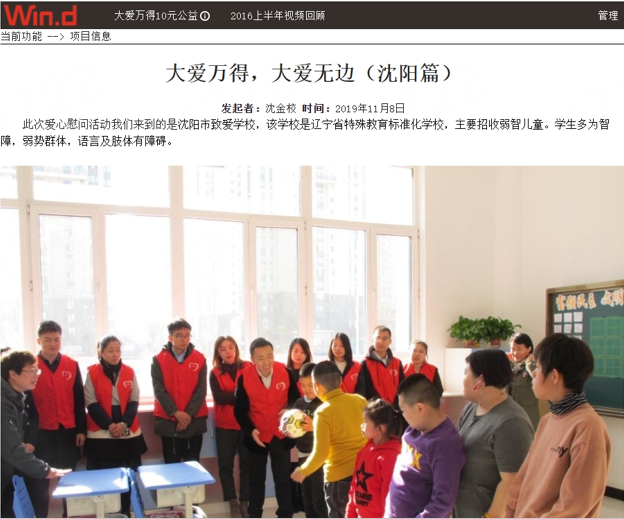 Win.d
大爱万得10元公益 2016上半年视频回顾 管理
当前功能 --> 项目信息
大爱万得，大爱无边（沈阳篇）
发起者：沈金校 时间：2019年11月8日
此次爱心慰问活动我们来到的是沈阳市致爱学校，该学校是辽宁省特殊教育标准化学校，主要招收弱智儿童。学生多为智
障，弱势群体，语言及肢体有障碍。